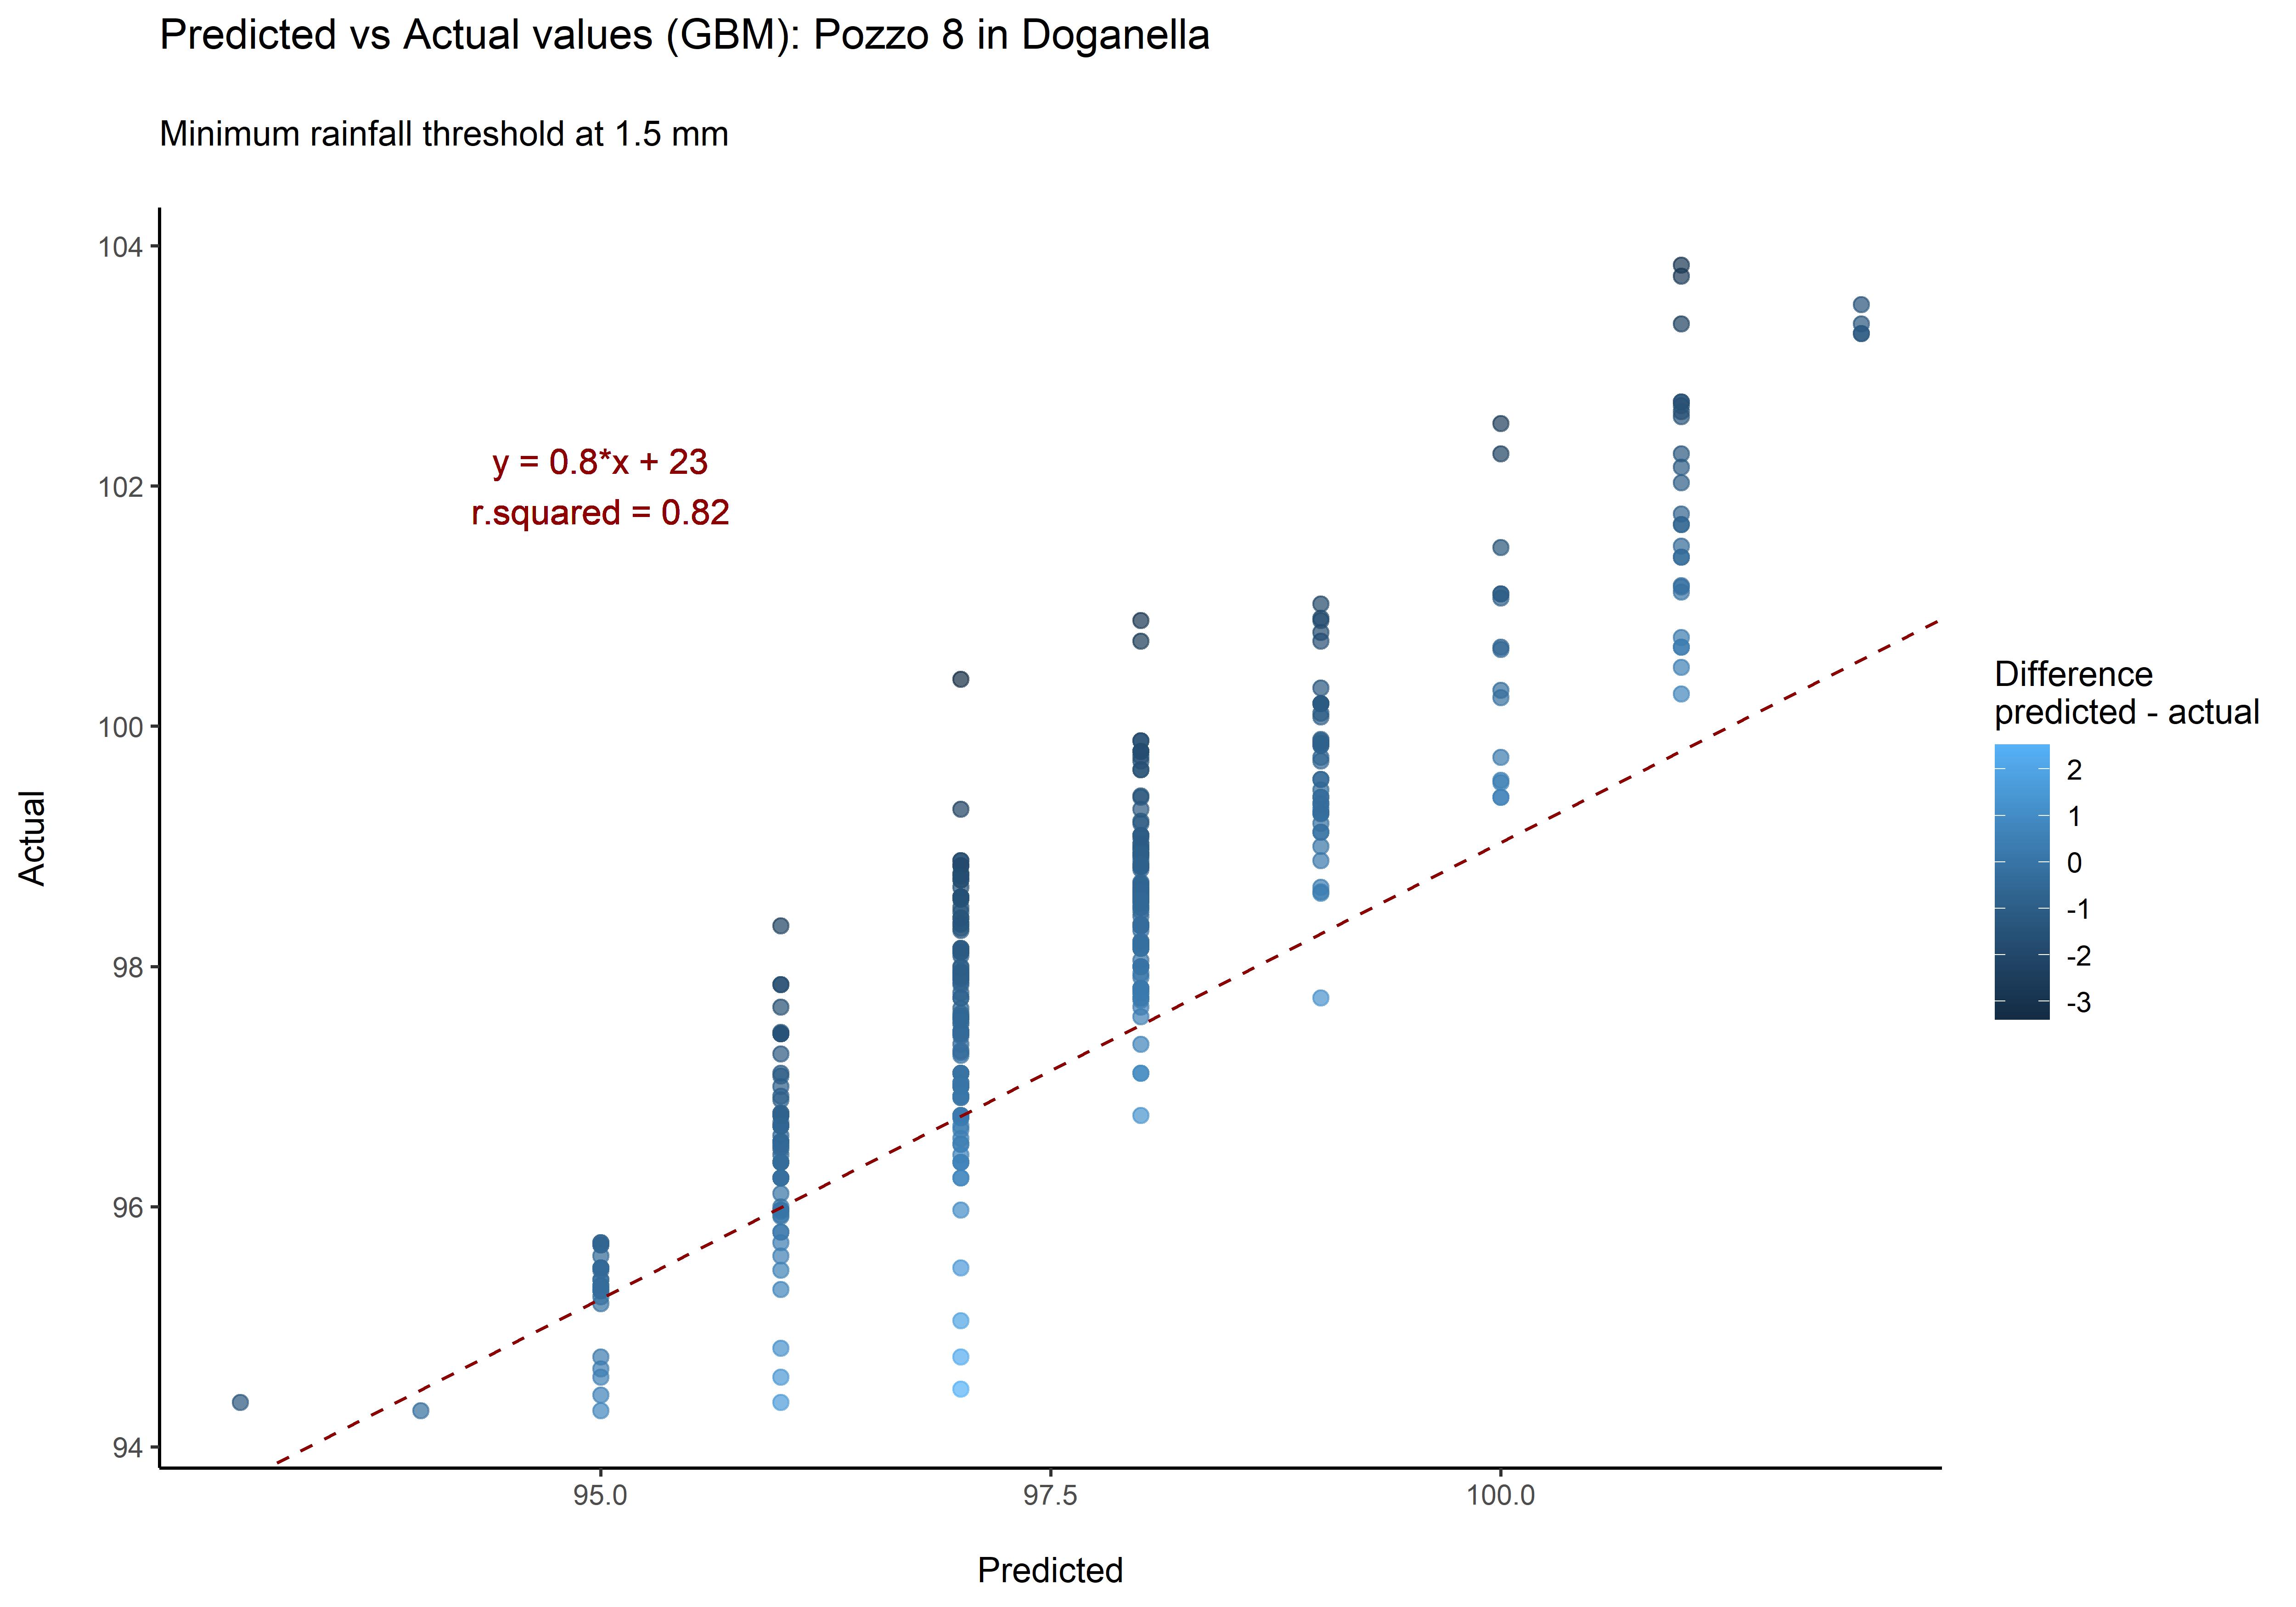 Predicted vs Actual values (GBM): Pozzo 8 in Doganella
Minimum rainfall threshold at 1.5 mm
104
102
100
98
96
94
Actual
y = 0.8*x + 23
r.squared = 0.82
95.0
97.5
100.0
Predicted
Difference
predicted - actual
2
1
0
-1
-2
-3